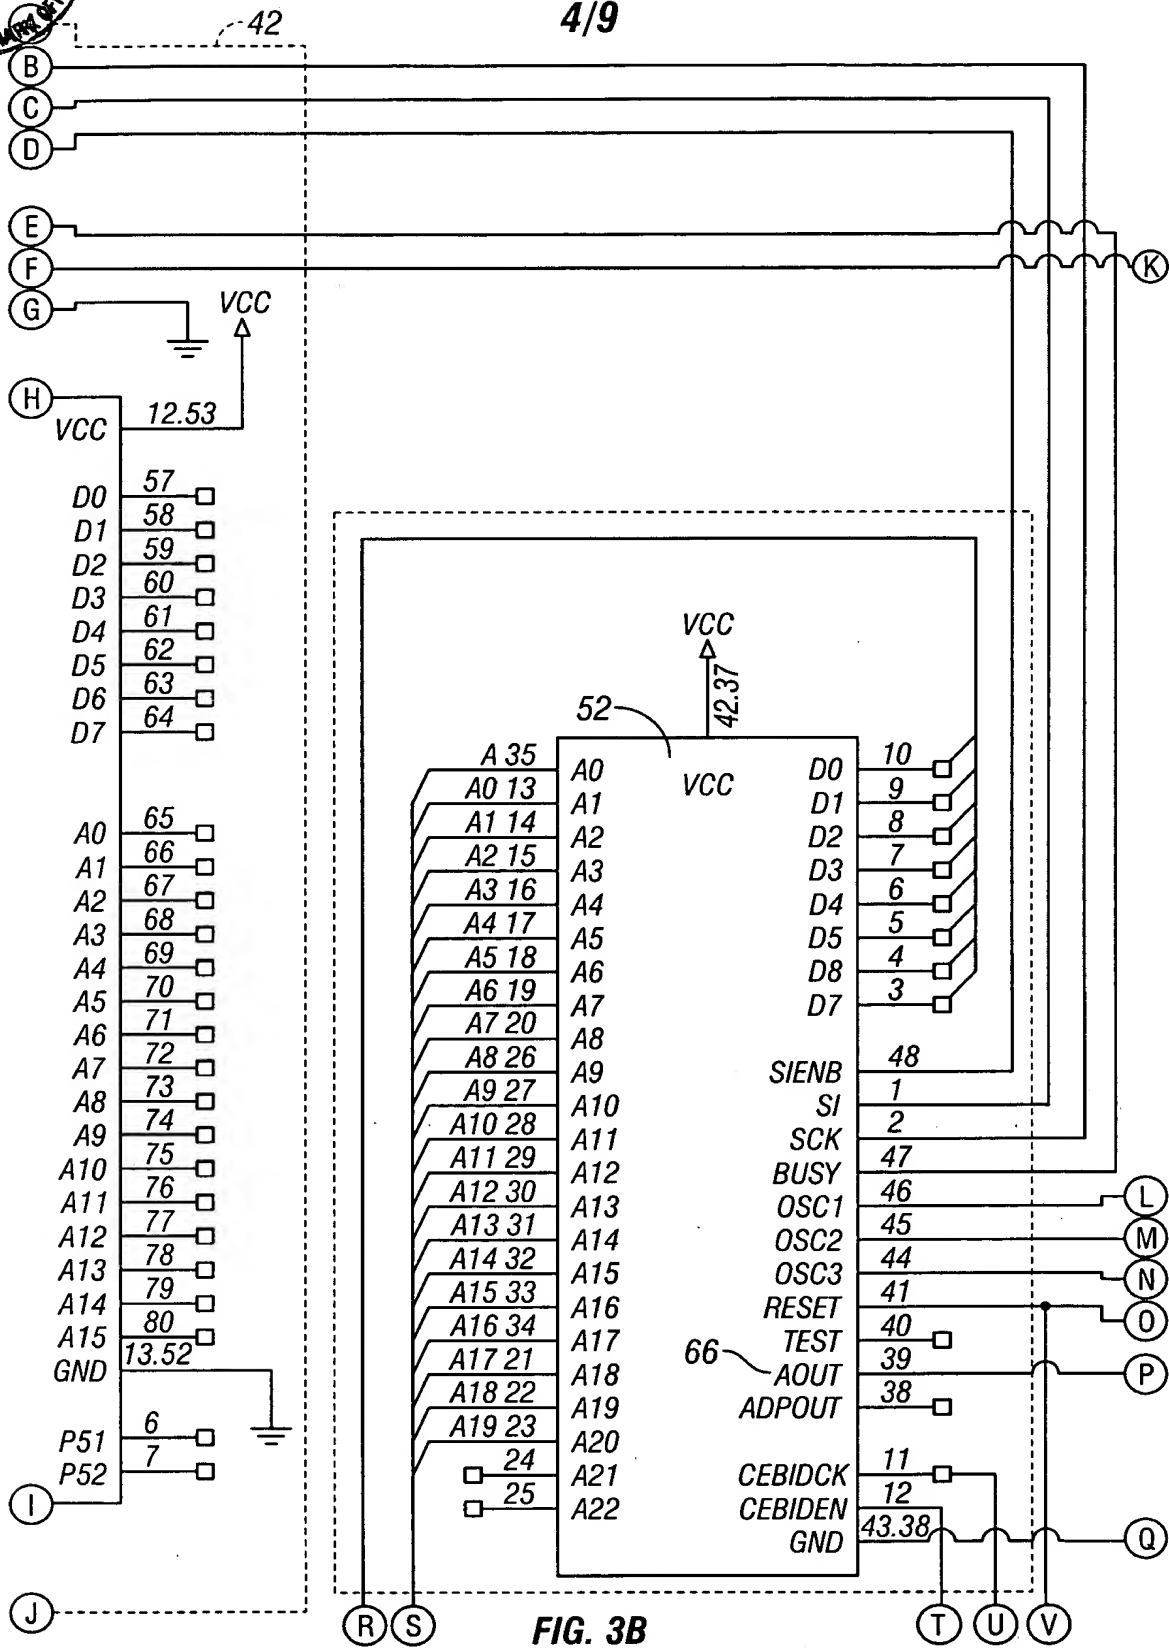 4/9
42
B
C
D
E
F
K
G
VCC
H
VCC 12.53
D0 57
D1 58
D2 59
D3 60
D4 61
D5 62
D6 63
D7 64
A0 65
A1 66
A2 67
A3 68
A4 69
A5 70
A6 71
A7 72
A8 73
A9 74
A10 75
A11 76
A12 77
A13 78
A14 79
A15 80
GND 13.52
P51 6
P52 7
I
J
VCC
42.37
52
VCC
A 35 A0
A0 13 A1
A1 14 A2
A2 15 A3
A3 16 A4
A4 17 A5
A5 18 A6
A6 19 A7
A7 20 A8
A8 26 A9
A9 27 A10
A10 28 A11
A11 29 A12
A12 30 A13
A13 31 A14
A14 32 A15
A15 33 A16
A16 34 A17
A17 21 A18
A18 22 A19
A19 23 A20
24 A21
25 A22
D0 10
D1 9
D2 8
D3 7
D4 6
D5 5
D8 4
D7 3
SIENB 48
SI 1
SCK 2
BUSY 47
OSC1 46 L
OSC2 45 M
OSC3 44 N
RESET 41 O
TEST 40
66 AOUT 39 P
ADPOUT 38
CEBIDCK 11
CEBIDEN 12
GND 43.38 Q
R S T U V
FIG. 3B